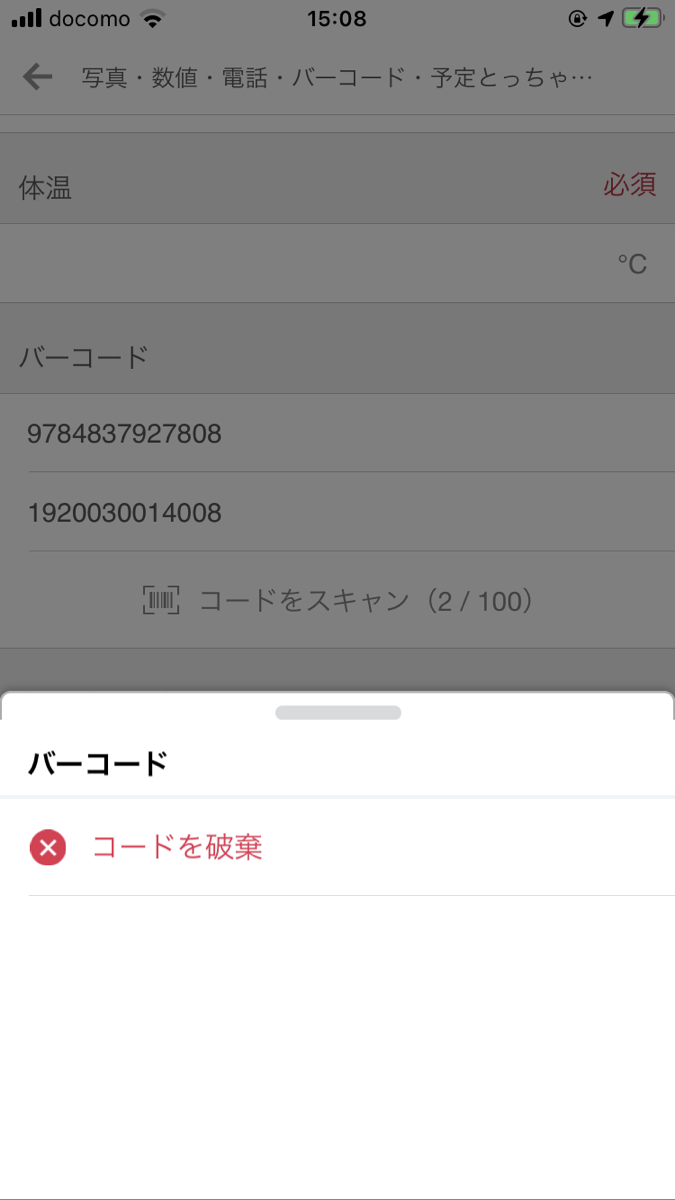 docomo 15:08
写真・数値・電話・バーコード・予定とっちゃ…
体温 必須
°C
バーコード
9784837927808
1920030014008
コードをスキャン（2 / 100）
バーコード
コードを破棄